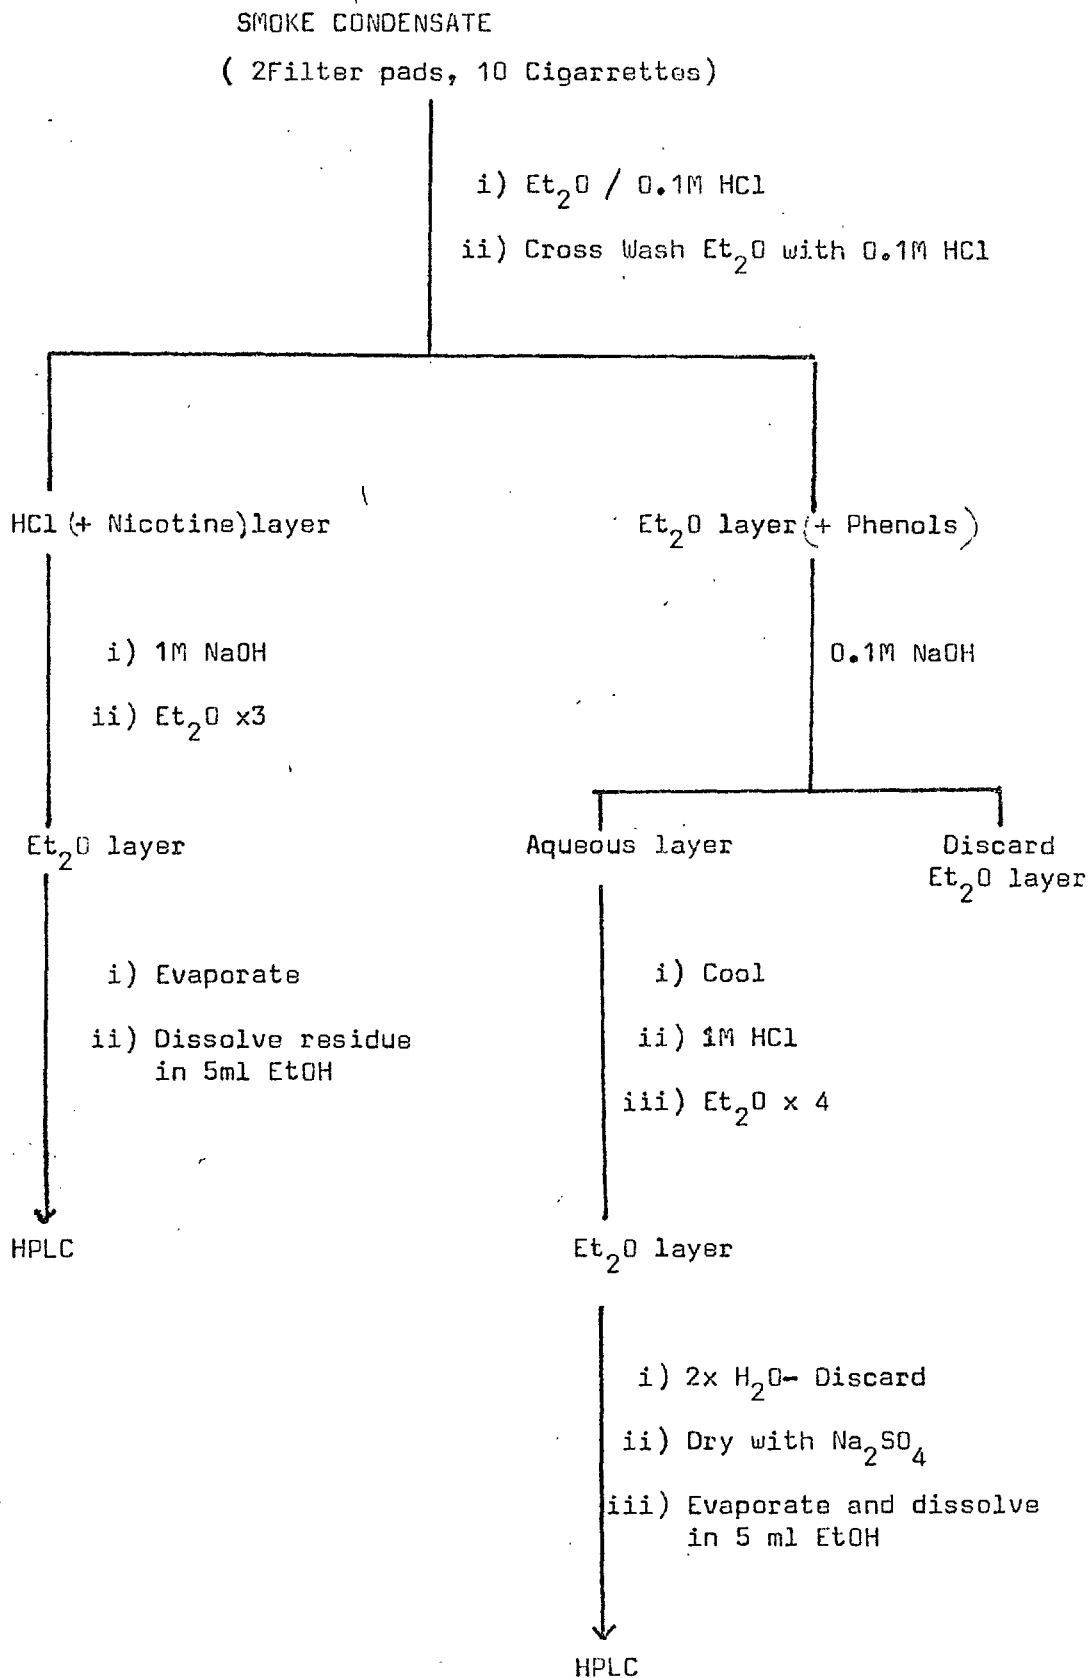 SMOKE CONDENSATE
( 2Filter pads, 10 Cigarrettes)
i) Et₂O / 0.1M HCl
ii) Cross Wash Et₂O with 0.1M HCl
HCl (+ Nicotine) layer
Et₂O layer (+ Phenols)
i) 1M NaOH
ii) Et₂O x3
0.1M NaOH
Et₂O layer
Aqueous layer
Discard
Et₂O layer
i) Evaporate
ii) Dissolve residue
in 5ml EtOH
i) Cool
ii) 1M HCl
iii) Et₂O x 4
HPLC
Et₂O layer
i) 2x H₂O- Discard
ii) Dry with Na₂SO₄
iii) Evaporate and dissolve
in 5 ml EtOH
HPLC